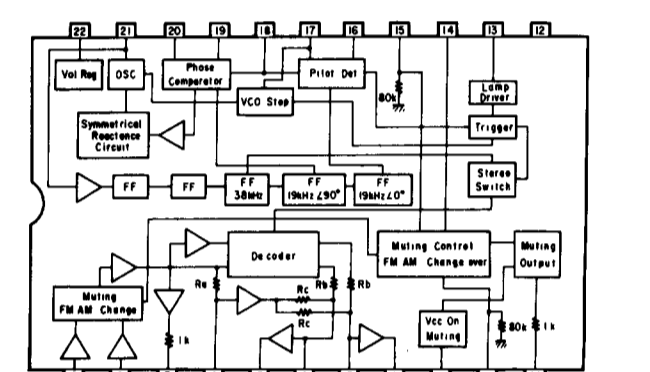 22 21 20 19 18 17 16 15 14 13 12
Vol Reg
OSC
Phase
Comparator
Pilot Det
VCO Stop
80k
Lamp
Driver
Trigger
Symmetrical
Reactance
Circuit
Stereo
Switch
FF
FF
FF
38kHz
FF
19kHz∠90°
FF
19kHz∠0°
Decoder
Muting Control
FM AM Change over
Muting
Output
Ra
Rb
Rb
Rc
Rc
Muting
FM AM Change
1k
Vcc On
Muting
80k
1k